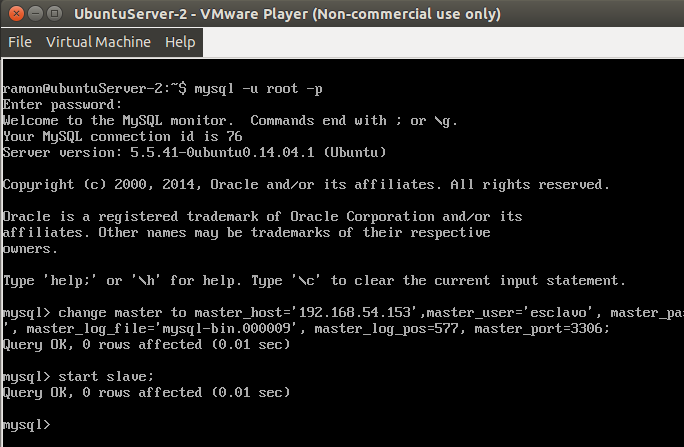 UbuntuServer-2 - VMware Player (Non-commercial use only)
File Virtual Machine Help
ramon@ubuntuServer-2:~$ mysql -u root -p
Enter password:
Welcome to the MySQL monitor.  Commands end with ; or \g.
Your MySQL connection id is 76
Server version: 5.5.41-0ubuntu0.14.04.1 (Ubuntu)
Copyright (c) 2000, 2014, Oracle and/or its affiliates. All rights reserved.
Oracle is a registered trademark of Oracle Corporation and/or its
affiliates. Other names may be trademarks of their respective
owners.
Type 'help;' or '\h' for help. Type '\c' to clear the current input statement.
mysql> change master to master_host='192.168.54.153',master_user='esclavo', master_pas
', master_log_file='mysql-bin.000009', master_log_pos=577, master_port=3306;
Query OK, 0 rows affected (0.01 sec)
mysql> start slave;
Query OK, 0 rows affected (0.01 sec)
mysql>